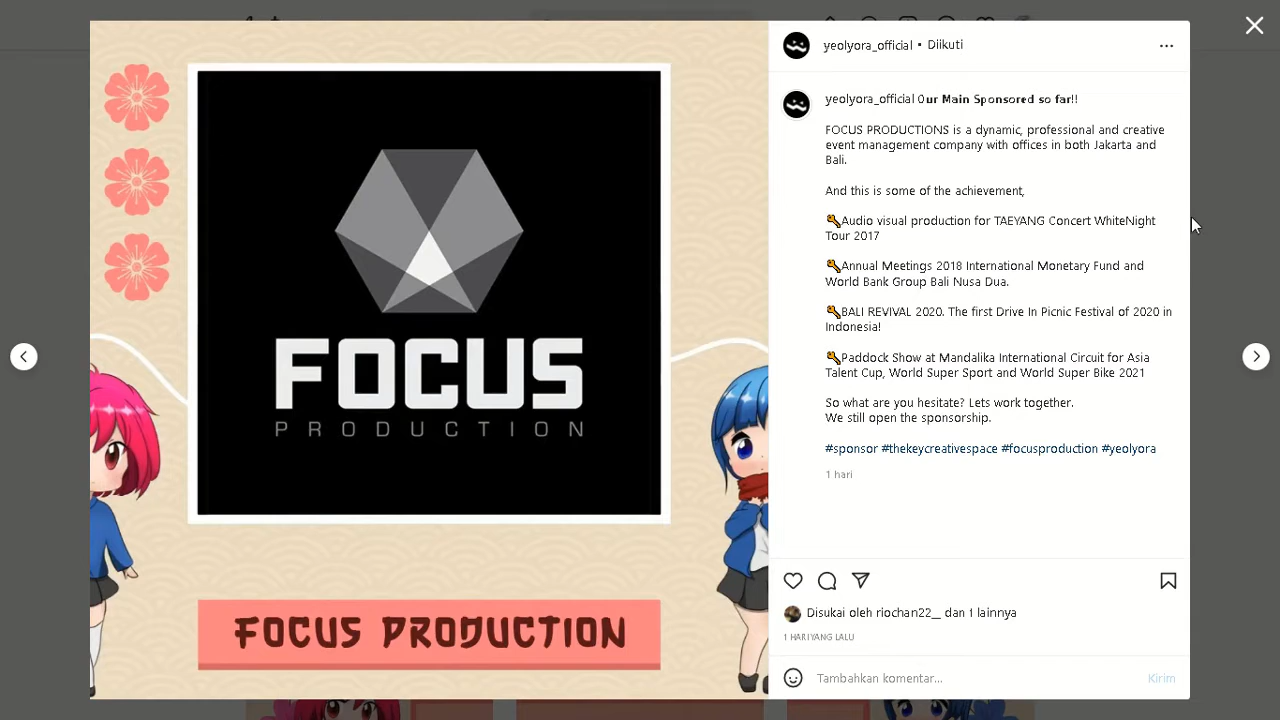 FOCUS
PRODUCTION
FOCUS PRODUCTION
yeolyora_official • Diikuti
yeolyora_official Our Main Sponsored so far!!
FOCUS PRODUCTIONS is a dynamic, professional and creative
event management company with offices in both Jakarta and
Bali.
And this is some of the achievement,
🔑Audio visual production for TAEYANG Concert WhiteNight
Tour 2017
🔑Annual Meetings 2018 International Monetary Fund and
World Bank Group Bali Nusa Dua.
🔑BALI REVIVAL 2020. The first Drive In Picnic Festival of 2020 in
Indonesia!
🔑Paddock Show at Mandalika International Circuit for Asia
Talent Cup, World Super Sport and World Super Bike 2021
So what are you hesitate? Lets work together.
We still open the sponsorship.
#sponsor #thekeycreativespace #focusproduction #yeolyora
1 hari
Disukai oleh riochan22__ dan 1 lainnya
1 HARI YANG LALU
Tambahkan komentar...
Kirim